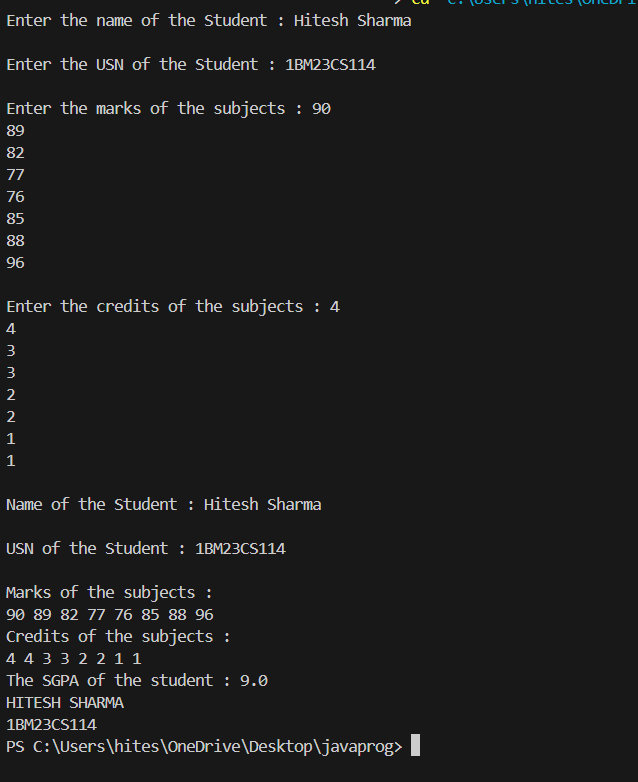 > cd 'c:\Users\hites\OneDri
Enter the name of the Student : Hitesh Sharma
Enter the USN of the Student : 1BM23CS114
Enter the marks of the subjects : 90
89
82
77
76
85
88
96
Enter the credits of the subjects : 4
4
3
3
2
2
1
1
Name of the Student : Hitesh Sharma
USN of the Student : 1BM23CS114
Marks of the subjects :
90 89 82 77 76 85 88 96
Credits of the subjects :
4 4 3 3 2 2 1 1
The SGPA of the student : 9.0
HITESH SHARMA
1BM23CS114
PS C:\Users\hites\OneDrive\Desktop\javaprog>